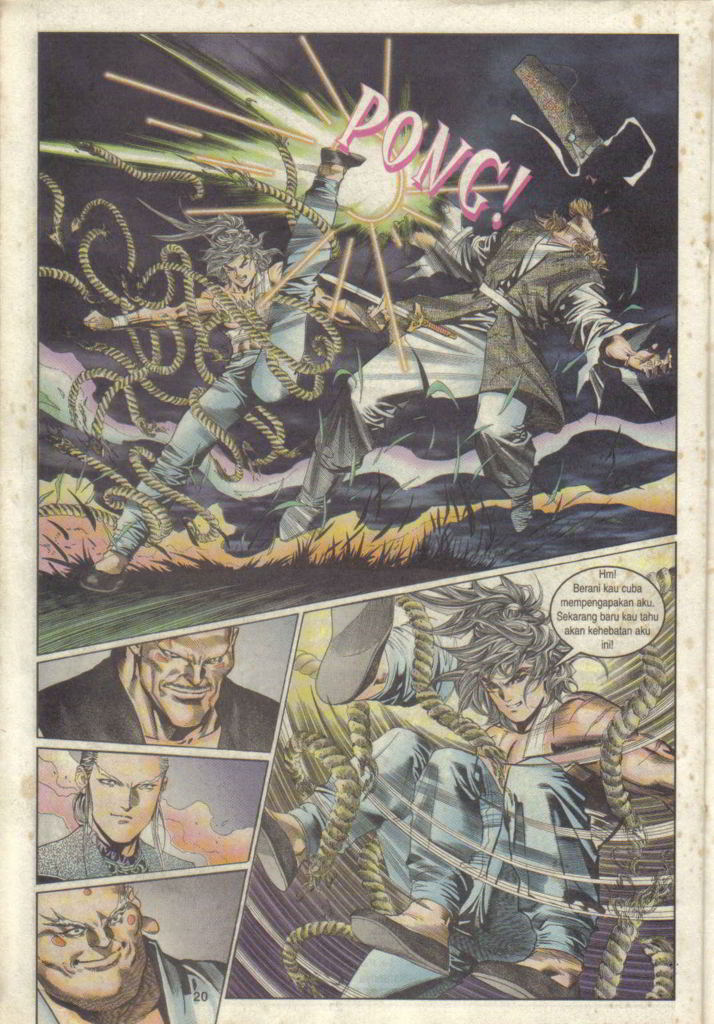 PONG!
Hm!
Berani kau cuba
mempengapakan aku.
Sekarang baru kau tahu
akan kehebatan aku
ini!
20